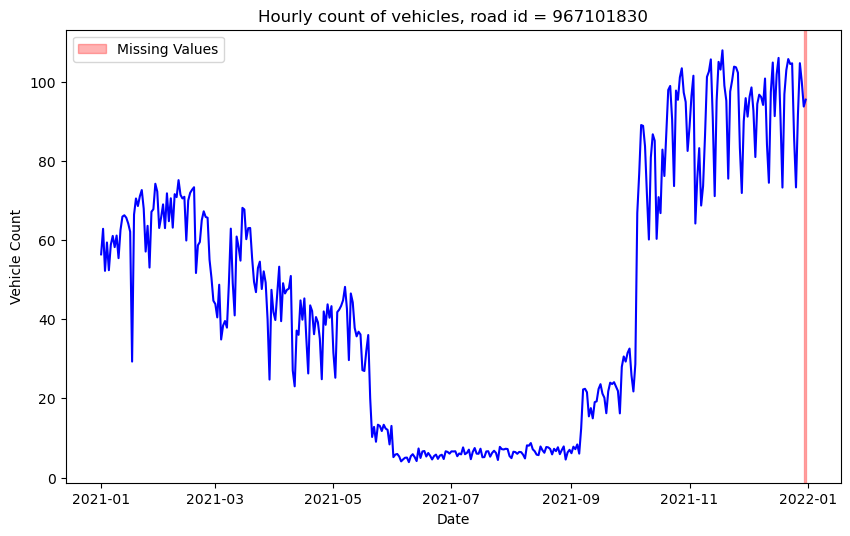 Hourly count of vehicles, road id = 967101830
Missing Values
Vehicle Count
100
80
60
40
20
0
2021-01 2021-03 2021-05 2021-07 2021-09 2021-11 2022-01
Date